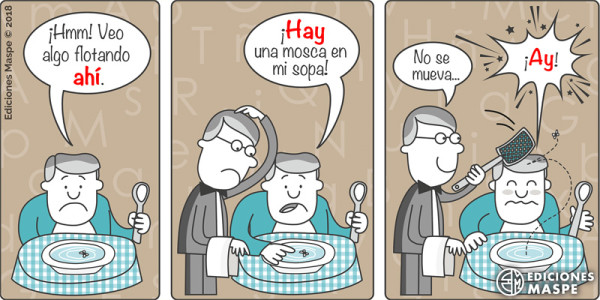 Ediciones Maspe © 2018
¡Hmm! Veo
algo flotando
ahí.
¡Hay
una mosca en
mi sopa!
No se
mueva...
¡Ay!
EM EDICIONES
MASPE